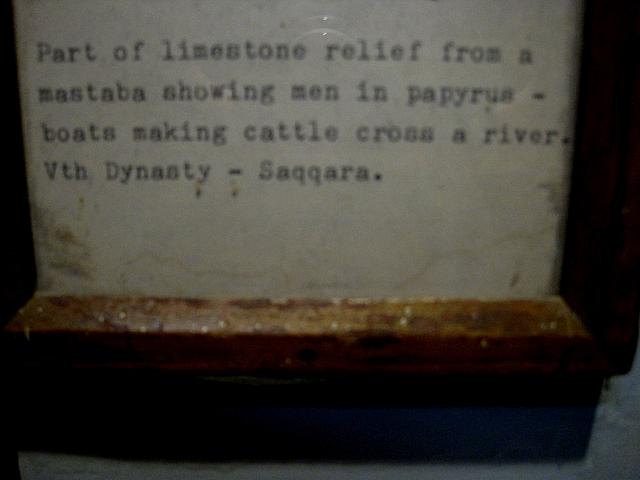 Part of limestone relief from a
mastaba showing men in papyrus -
boats making cattle cross a river.
Vth Dynasty - Saqqara.